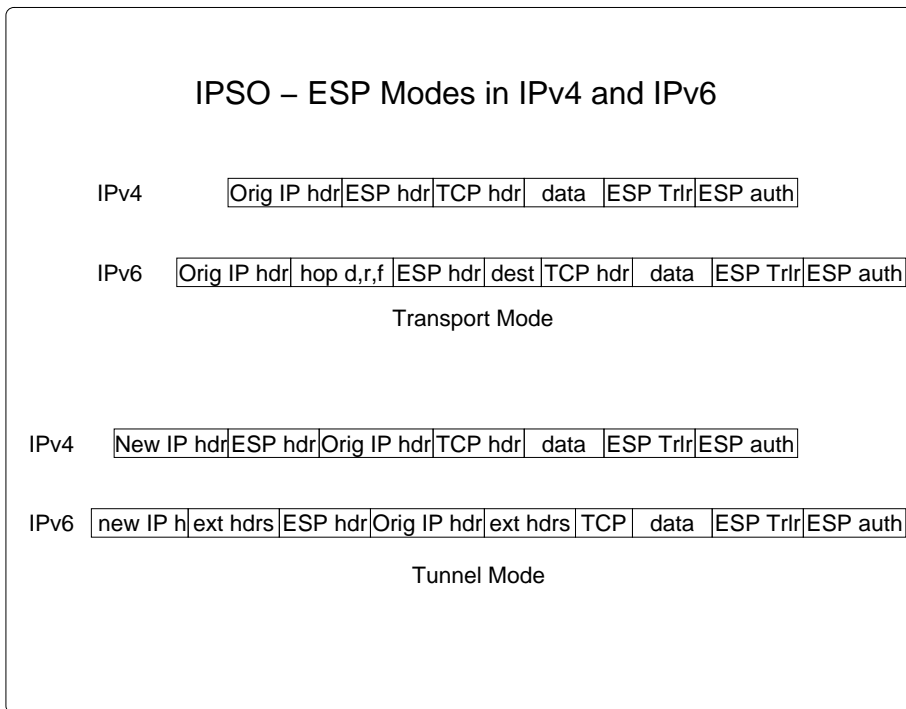 IPSO – ESP Modes in IPv4 and IPv6
IPv4 Orig IP hdr ESP hdr TCP hdr data ESP Trlr ESP auth
IPv6 Orig IP hdr hop d,r,f ESP hdr dest TCP hdr data ESP Trlr ESP auth
Transport Mode
IPv4 New IP hdr ESP hdr Orig IP hdr TCP hdr data ESP Trlr ESP auth
IPv6 new IP h ext hdrs ESP hdr Orig IP hdr ext hdrs TCP data ESP Trlr ESP auth
Tunnel Mode